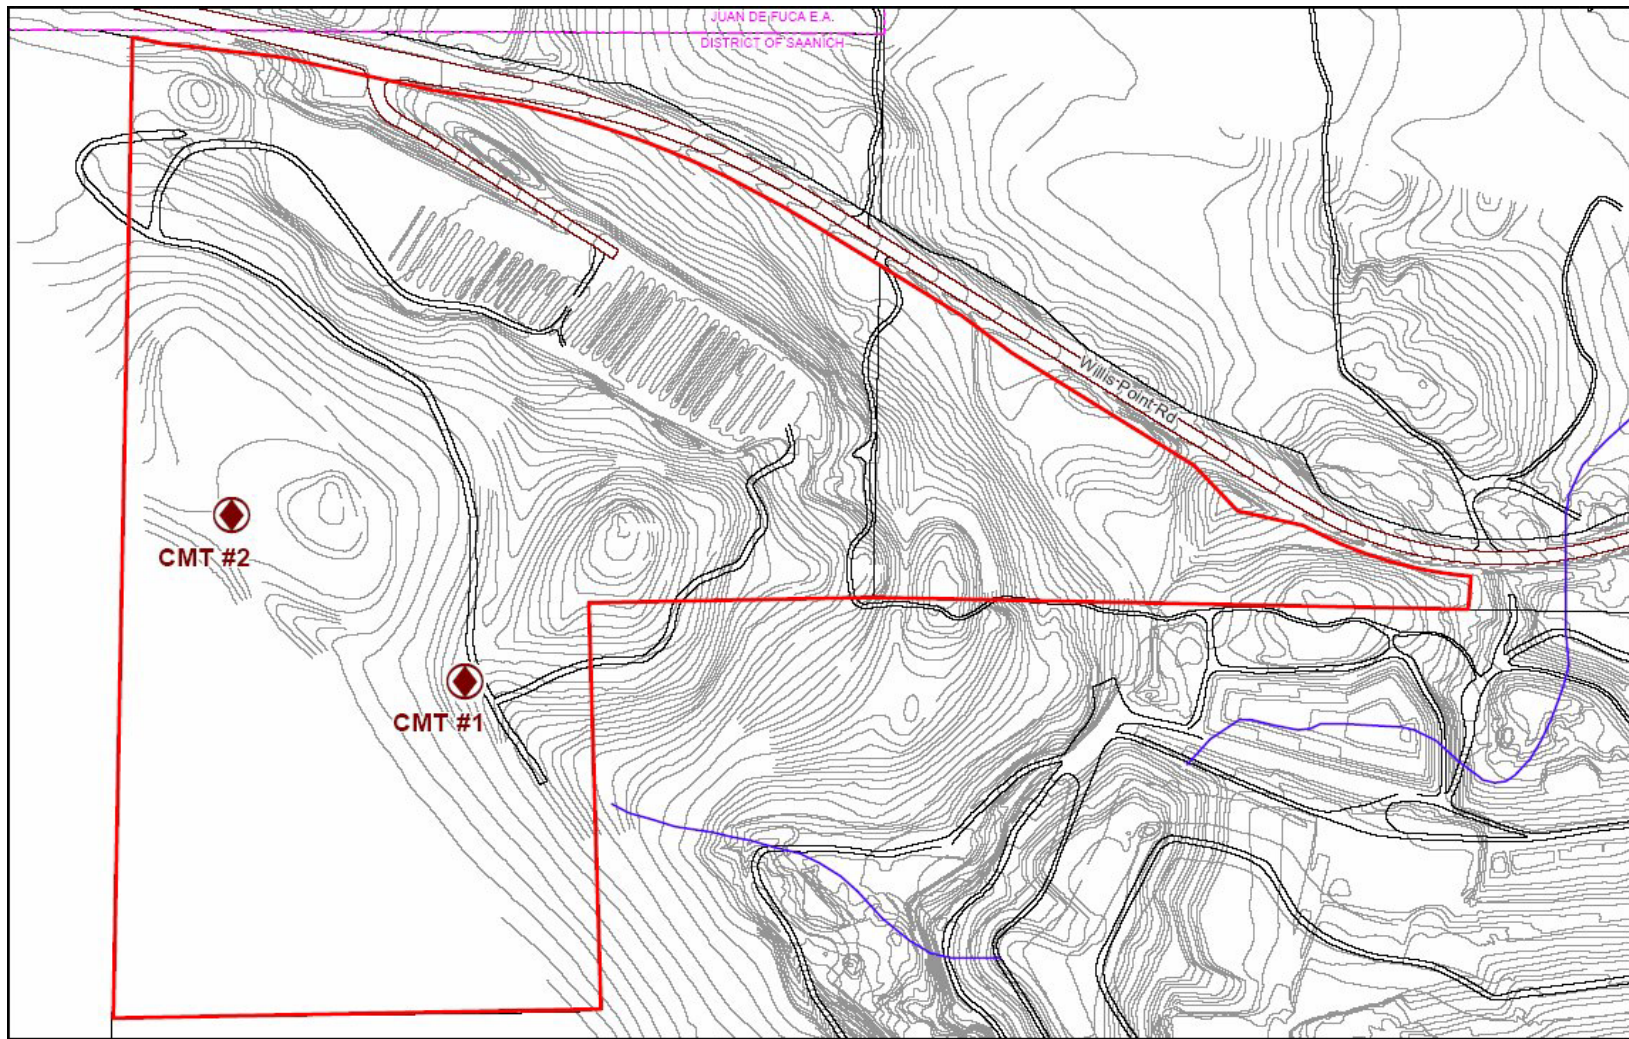 JUAN DE FUCA E.A.
DISTRICT OF SAANICH
Willis Point Rd
CMT #2
CMT #1